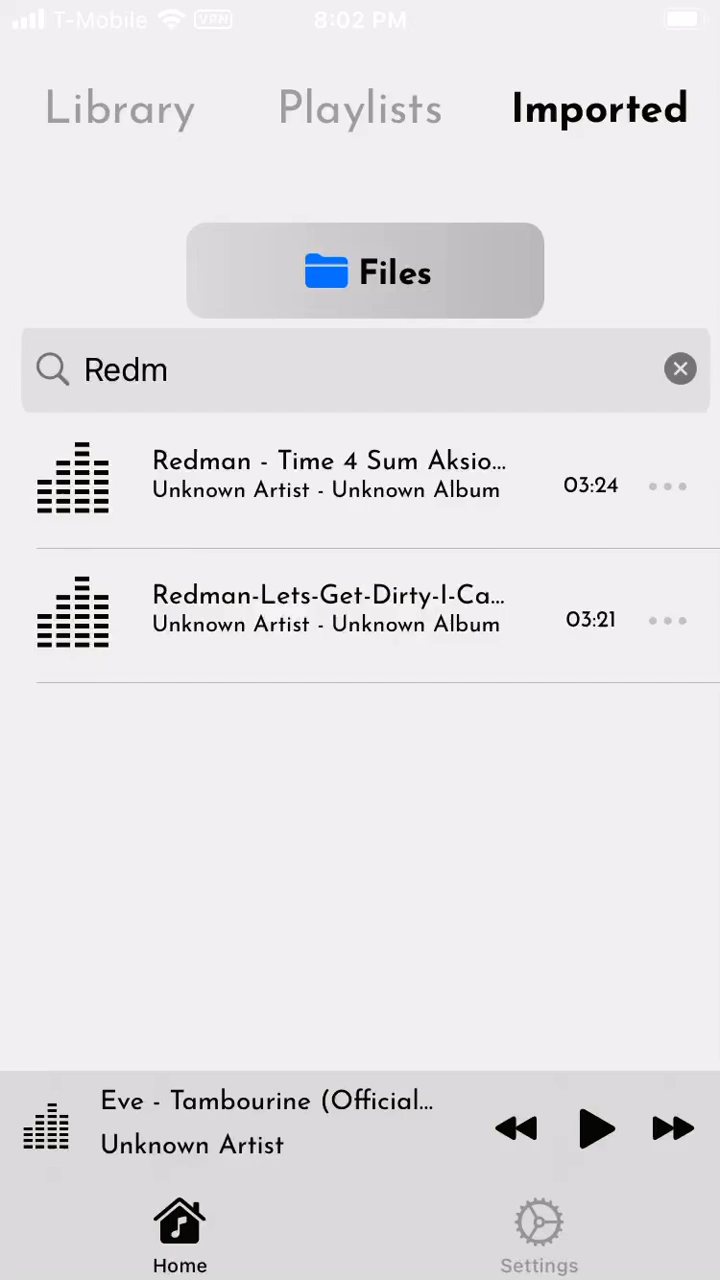 T-Mobile VPN 8:02 PM
Library Playlists Imported
Files
Redm
Redman - Time 4 Sum Aksio...
Unknown Artist - Unknown Album
03:24
Redman-Lets-Get-Dirty-I-Ca...
Unknown Artist - Unknown Album
03:21
Eve - Tambourine (Official...
Unknown Artist
Home Settings